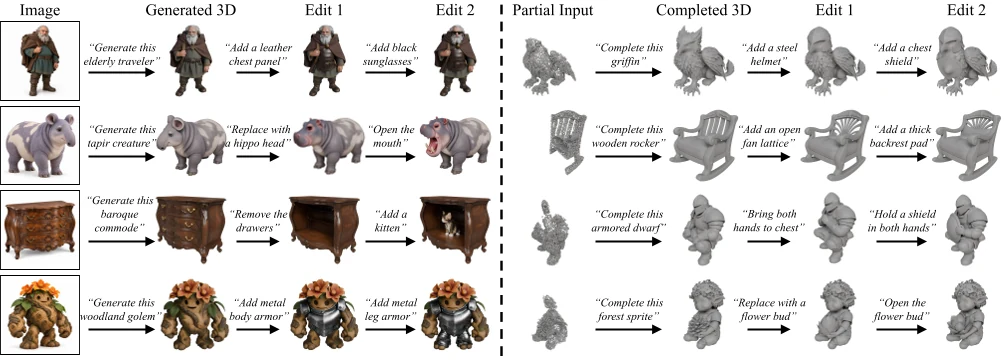 Image Generated 3D Edit 1 Edit 2 Partial Input Completed 3D Edit 1 Edit 2
“Generate this
elderly traveler”
“Add a leather
chest panel”
“Add black
sunglasses”
“Complete this
griffin”
“Add a steel
helmet”
“Add a chest
shield”
“Generate this
tapir creature”
“Replace with
a hippo head”
“Open the
mouth”
“Complete this
wooden rocker”
“Add an open
fan lattice”
“Add a thick
backrest pad”
“Generate this
baroque
commode”
“Remove the
drawers”
“Add a
kitten”
“Complete this
armored dwarf”
“Bring both
hands to chest”
“Hold a shield
in both hands”
“Generate this
woodland golem”
“Add metal
body armor”
“Add metal
leg armor”
“Complete this
forest sprite”
“Replace with a
flower bud”
“Open the
flower bud”